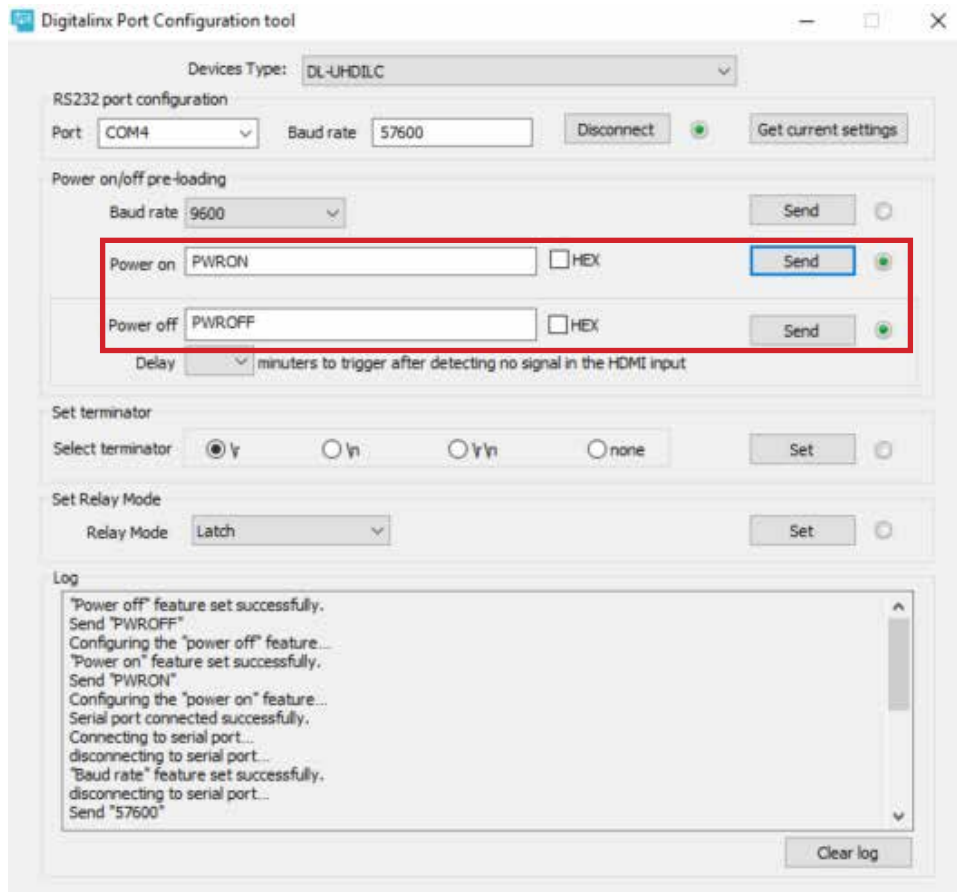 Digitalinx Port Configuration tool
Devices Type: DL-UHDILC
RS232 port configuration
Port COM4 Baud rate 57600 Disconnect Get current settings
Power on/off pre-loading
Baud rate 9600 Send
Power on PWRON HEX Send
Power off PWROFF HEX Send
Delay minuters to trigger after detecting no signal in the HDMI input
Set terminator
Select terminator \r \n \r\n none Set
Set Relay Mode
Relay Mode Latch Set
Log
"Power off" feature set successfully.
Send "PWROFF"
Configuring the "power off" feature...
"Power on" feature set successfully.
Send "PWRON"
Configuring the "power on" feature...
Serial port connected successfully.
Connecting to serial port...
disconnecting to serial port...
"Baud rate" feature set successfully.
disconnecting to serial port...
Send "57600"
Clear log